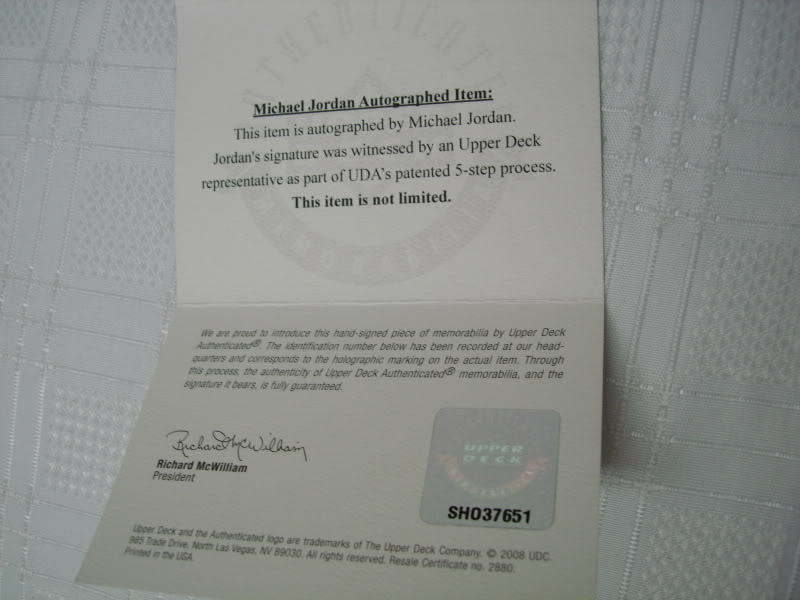 AUTHENTICATED
Michael Jordan Autographed Item:
This item is autographed by Michael Jordan.
Jordan's signature was witnessed by an Upper Deck
representative as part of UDA's patented 5-step process.
This item is not limited.
MEMORABILIA
We are proud to introduce this hand-signed piece of memorabilia by Upper Deck
Authenticated®. The identification number below has been recorded at our head-
quarters and corresponds to the holographic marking on the actual item. Through
this process, the authenticity of Upper Deck Authenticated® memorabilia, and the
signature it bears, is fully guaranteed.
Richard McWilliam
Richard McWilliam
President
UPPER
DECK
SHO37651
Upper Deck and the Authenticated logo are trademarks of The Upper Deck Company. © 2008 UDC.
985 Trade Drive, North Las Vegas, NV 89030. All rights reserved. Resale Certificate no. 2880.
Printed in the USA